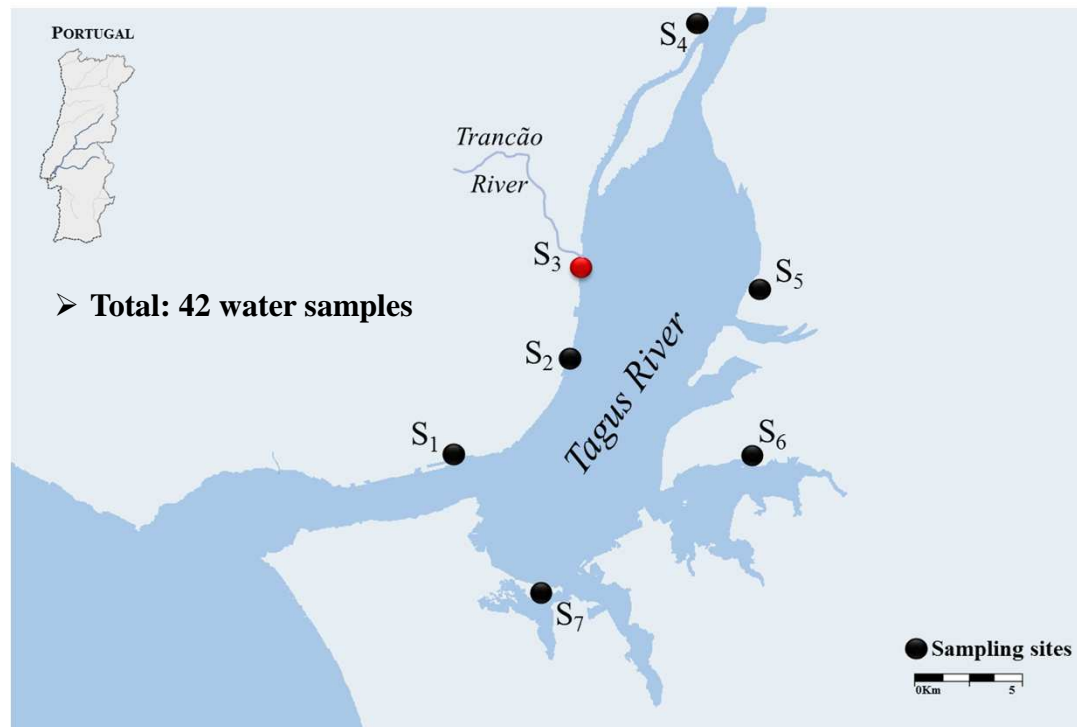 PORTUGAL
S₄
Trancão
River
S₃
➢ Total: 42 water samples
S₅
S₂
Tagus River
S₁
S₆
S₇
Sampling sites
0Km 5